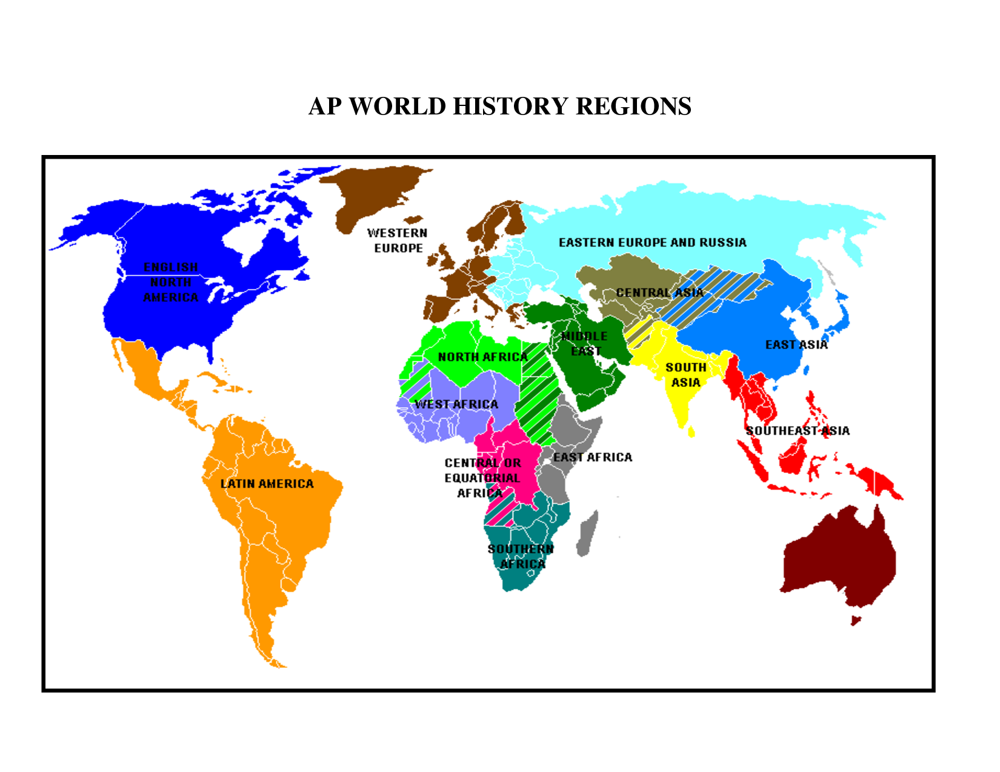 AP WORLD HISTORY REGIONS
WESTERN
EUROPE
EASTERN EUROPE AND RUSSIA
ENGLISH
NORTH
AMERICA
CENTRAL ASIA
MIDDLE
EAST
EAST ASIA
NORTH AFRICA
SOUTH
ASIA
WEST AFRICA
SOUTHEAST ASIA
EAST AFRICA
CENTRAL OR
EQUATORIAL
AFRICA
LATIN AMERICA
SOUTHERN
AFRICA